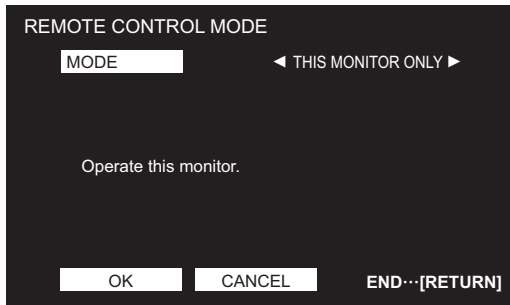 REMOTE CONTROL MODE
MODE ◄ THIS MONITOR ONLY ►
Operate this monitor.
OK CANCEL END···[RETURN]